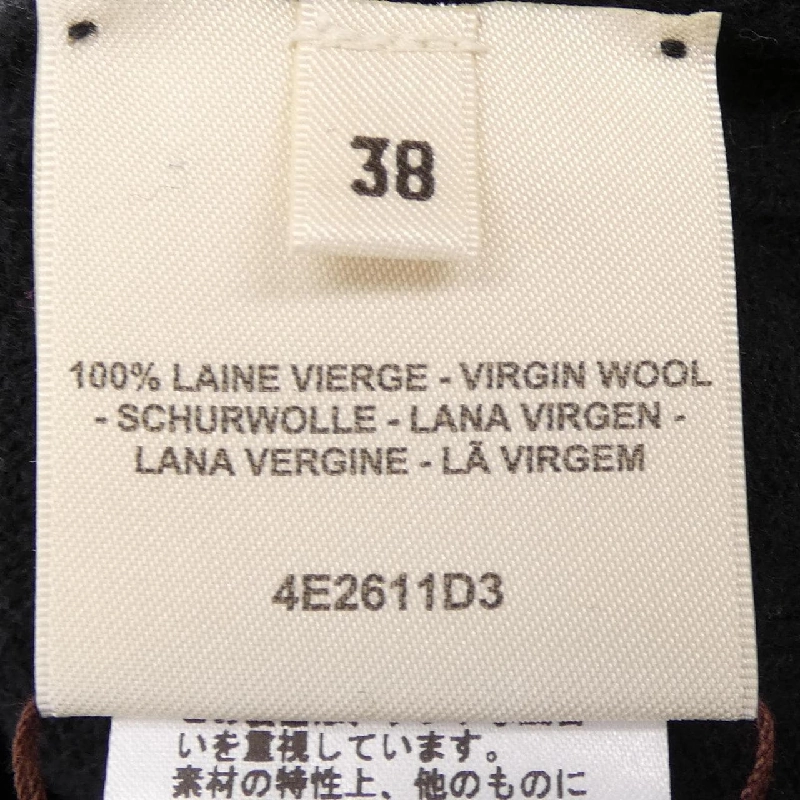 38
100% LAINE VIERGE - VIRGIN WOOL
- SCHURWOLLE - LANA VIRGEN -
LANA VERGINE - LÃ VIRGEM
4E2611D3
いを重視しています。
素材の特性上、他のものに